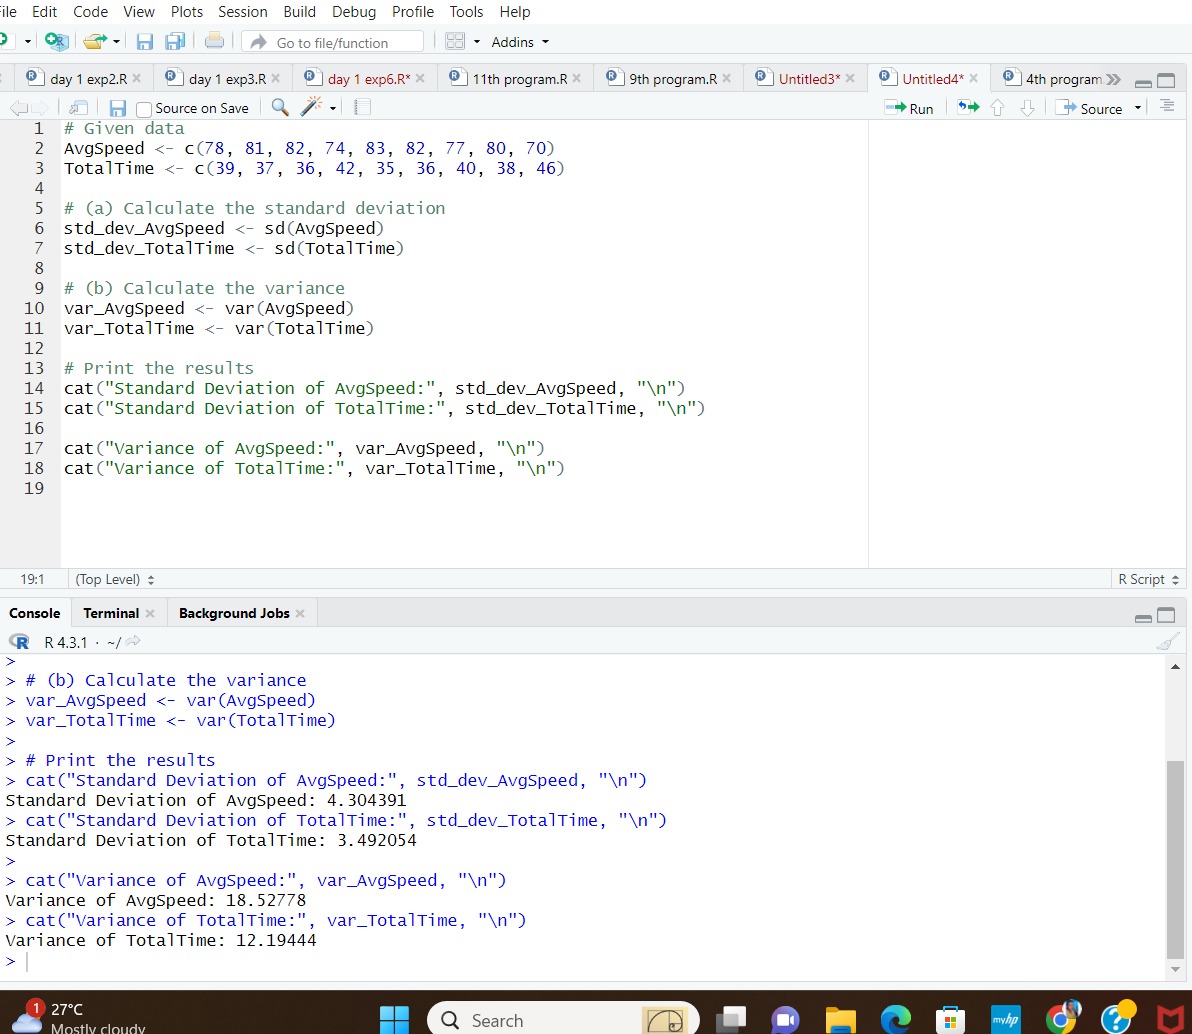 File Edit Code View Plots Session Build Debug Profile Tools Help
Go to file/function Addins
day 1 exp2.R day 1 exp3.R day 1 exp6.R* 11th program.R 9th program.R Untitled3* Untitled4* 4th program
Source on Save Run Source
1 # Given data
2 AvgSpeed <- c(78, 81, 82, 74, 83, 82, 77, 80, 70)
3 TotalTime <- c(39, 37, 36, 42, 35, 36, 40, 38, 46)
4
5 # (a) Calculate the standard deviation
6 std_dev_AvgSpeed <- sd(AvgSpeed)
7 std_dev_TotalTime <- sd(TotalTime)
8
9 # (b) Calculate the variance
10 var_AvgSpeed <- var(AvgSpeed)
11 var_TotalTime <- var(TotalTime)
12
13 # Print the results
14 cat("Standard Deviation of AvgSpeed:", std_dev_AvgSpeed, "\n")
15 cat("Standard Deviation of TotalTime:", std_dev_TotalTime, "\n")
16
17 cat("Variance of AvgSpeed:", var_AvgSpeed, "\n")
18 cat("Variance of TotalTime:", var_TotalTime, "\n")
19
19:1 (Top Level) R Script
Console Terminal Background Jobs
R R 4.3.1 · ~/
>
> # (b) Calculate the variance
> var_AvgSpeed <- var(AvgSpeed)
> var_TotalTime <- var(TotalTime)
>
> # Print the results
> cat("Standard Deviation of AvgSpeed:", std_dev_AvgSpeed, "\n")
Standard Deviation of AvgSpeed: 4.304391
> cat("Standard Deviation of TotalTime:", std_dev_TotalTime, "\n")
Standard Deviation of TotalTime: 3.492054
>
> cat("Variance of AvgSpeed:", var_AvgSpeed, "\n")
Variance of AvgSpeed: 18.52778
> cat("Variance of TotalTime:", var_TotalTime, "\n")
Variance of TotalTime: 12.19444
>
1 27°C
Mostly cloudy
Search
myhp